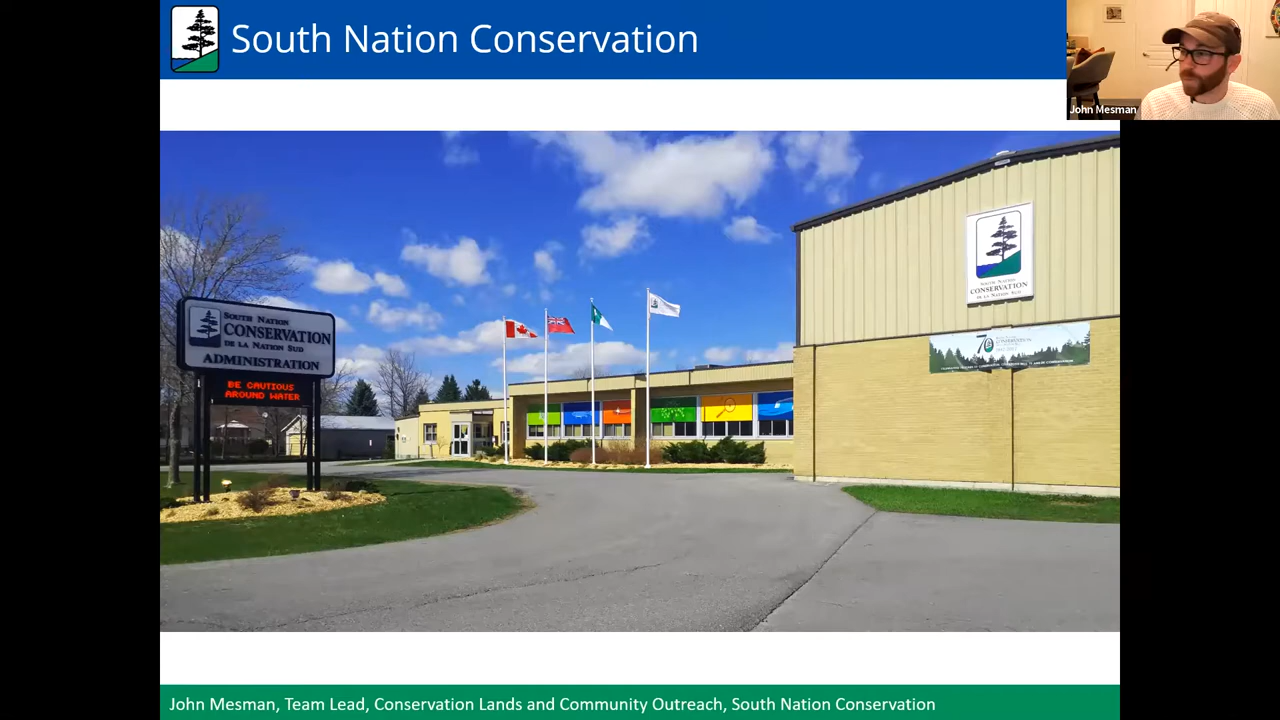 South Nation Conservation
John Mesman
SOUTH NATION
CONSERVATION
DE LA NATION SUD
ADMINISTRATION
BE CAUTIOUS
AROUND WATER
SOUTH NATION
CONSERVATION
DE LA NATION SUD
70
John Mesman, Team Lead, Conservation Lands and Community Outreach, South Nation Conservation